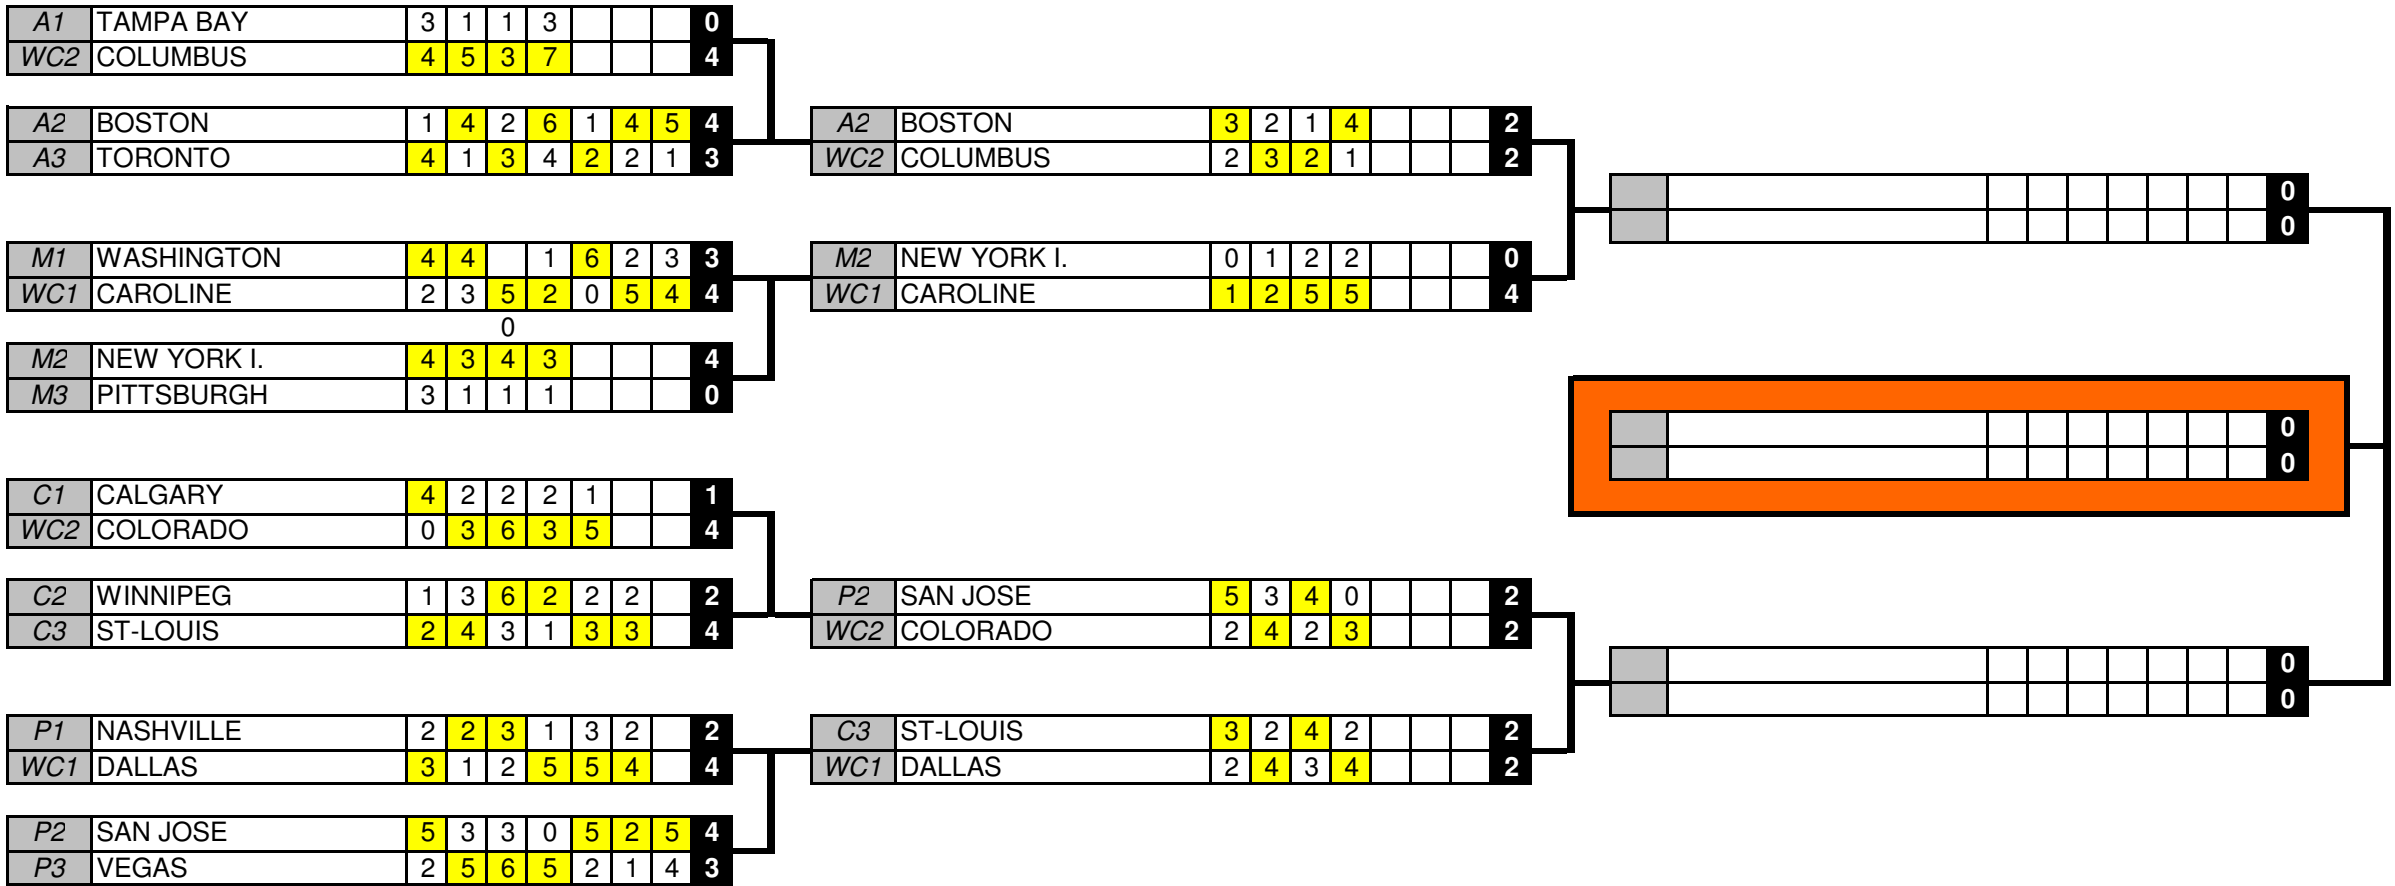 A1 TAMPA BAY 3 1 1 3 0
WC2 COLUMBUS 4 5 3 7 4
A2 BOSTON 1 4 2 6 1 4 5 4
A3 TORONTO 4 1 3 4 2 2 1 3
A2 BOSTON 3 2 1 4 2
WC2 COLUMBUS 2 3 2 1 2
0
0
M1 WASHINGTON 4 4 1 6 2 3 3
WC1 CAROLINE 2 3 5 2 0 5 4 4
0
M2 NEW YORK I. 0 1 2 2 0
WC1 CAROLINE 1 2 5 5 4
M2 NEW YORK I. 4 3 4 3 4
M3 PITTSBURGH 3 1 1 1 0
0
0
C1 CALGARY 4 2 2 2 1 1
WC2 COLORADO 0 3 6 3 5 4
C2 WINNIPEG 1 3 6 2 2 2 2
C3 ST-LOUIS 2 4 3 1 3 3 4
P2 SAN JOSE 5 3 4 0 2
WC2 COLORADO 2 4 2 3 2
0
0
P1 NASHVILLE 2 2 3 1 3 2 2
WC1 DALLAS 3 1 2 5 5 4 4
C3 ST-LOUIS 3 2 4 2 2
WC1 DALLAS 2 4 3 4 2
P2 SAN JOSE 5 3 3 0 5 2 5 4
P3 VEGAS 2 5 6 5 2 1 4 3